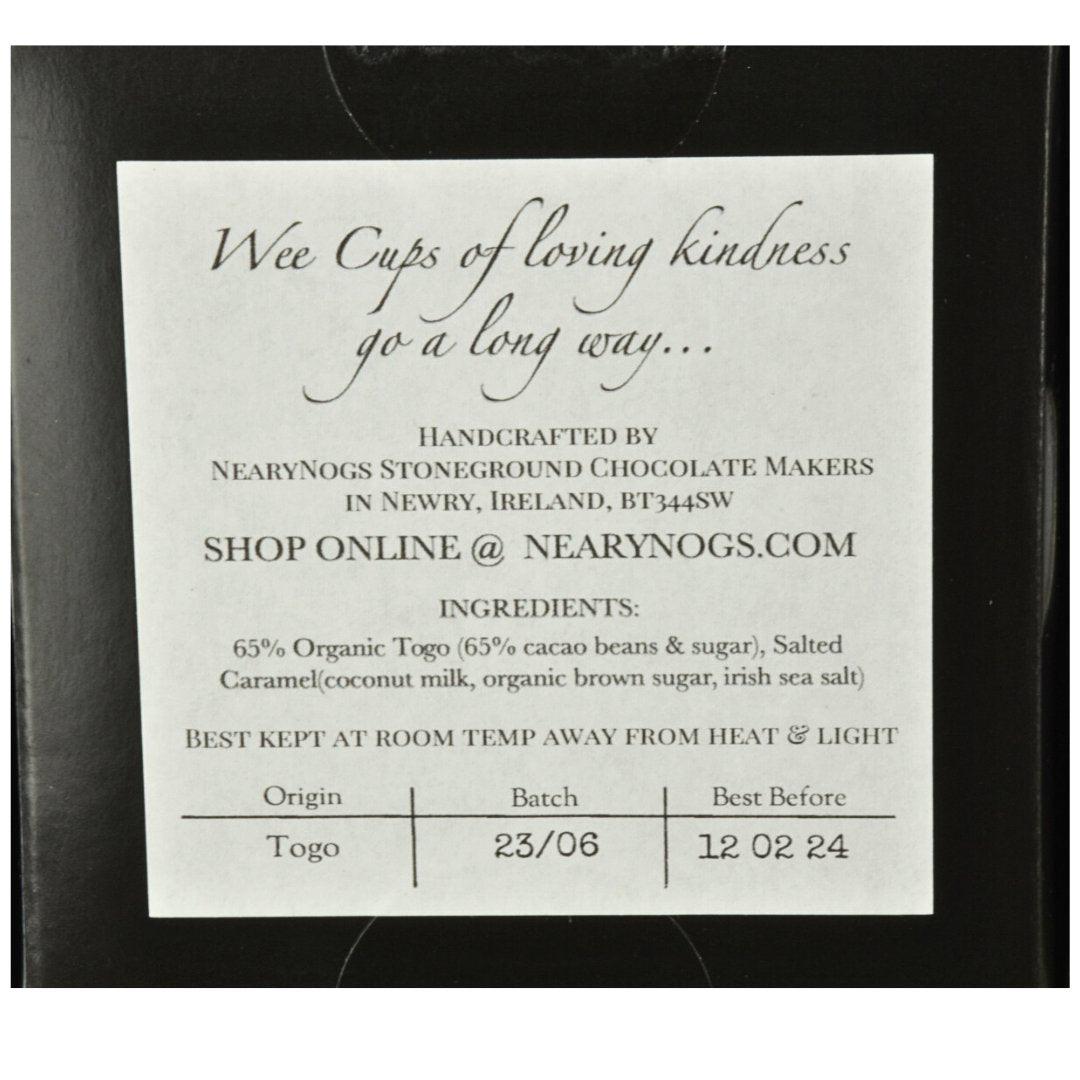 Wee Cups of loving kindness
go a long way...
HANDCRAFTED BY
NEARYNOGS STONEGROUND CHOCOLATE MAKERS
IN NEWRY, IRELAND, BT344SW
SHOP ONLINE @ NEARYNOGS.COM
INGREDIENTS:
65% Organic Togo (65% cacao beans & sugar), Salted
Caramel(coconut milk, organic brown sugar, irish sea salt)
BEST KEPT AT ROOM TEMP AWAY FROM HEAT & LIGHT
Origin Batch Best Before
Togo 23/06 12 02 24